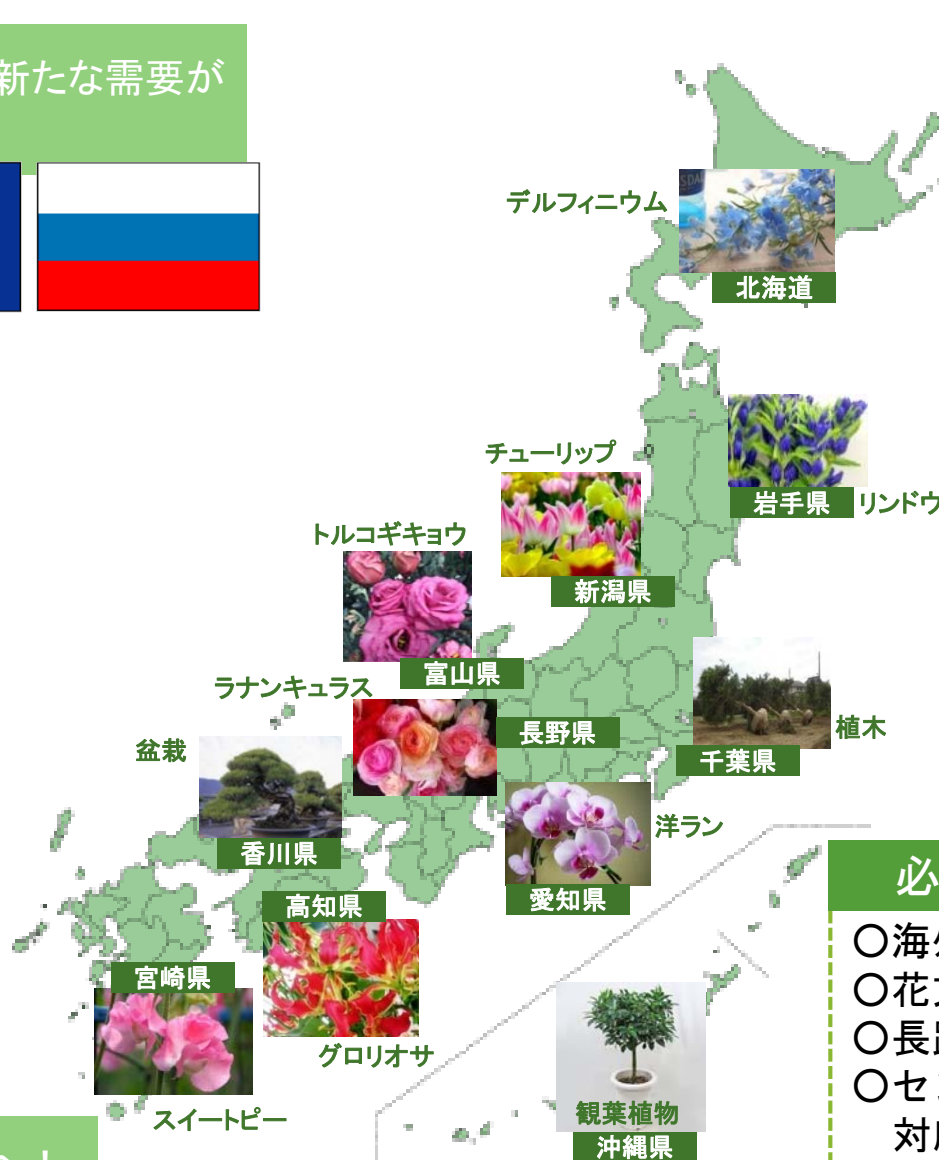 新たな需要が
デルフィニウム
北海道
チューリップ
岩手県
リンドウ
新潟県
トルコギキョウ
富山県
ラナンキュラス
長野県
植木
千葉県
盆栽
香川県
洋ラン
愛知県
高知県
宮崎県
グロリオサ
スイートピー
観葉植物
沖縄県
必
〇海
〇花
〇長
〇セ
対